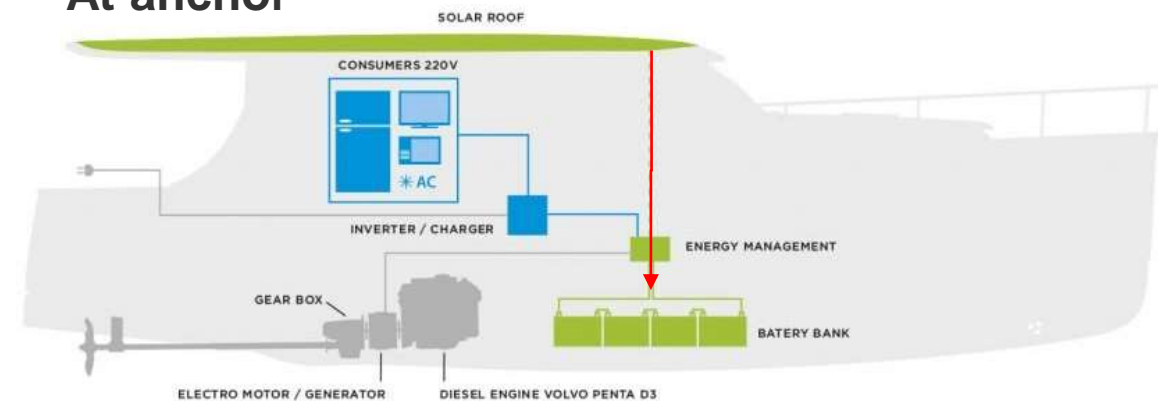 At anchor
SOLAR ROOF
CONSUMERS 220V
AC
INVERTER / CHARGER
ENERGY MANAGEMENT
GEAR BOX
BATERY BANK
ELECTRO MOTOR / GENERATOR
DIESEL ENGINE VOLVO PENTA D3